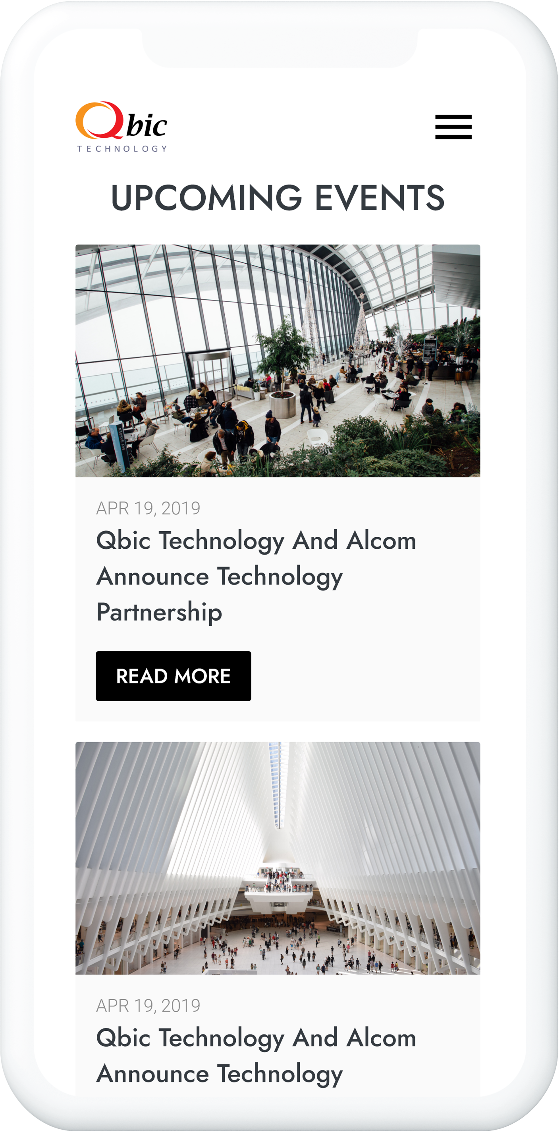 Qbic
TECHNOLOGY
UPCOMING EVENTS
APR 19, 2019
Qbic Technology And Alcom
Announce Technology
Partnership
READ MORE
APR 19, 2019
Qbic Technology And Alcom
Announce Technology